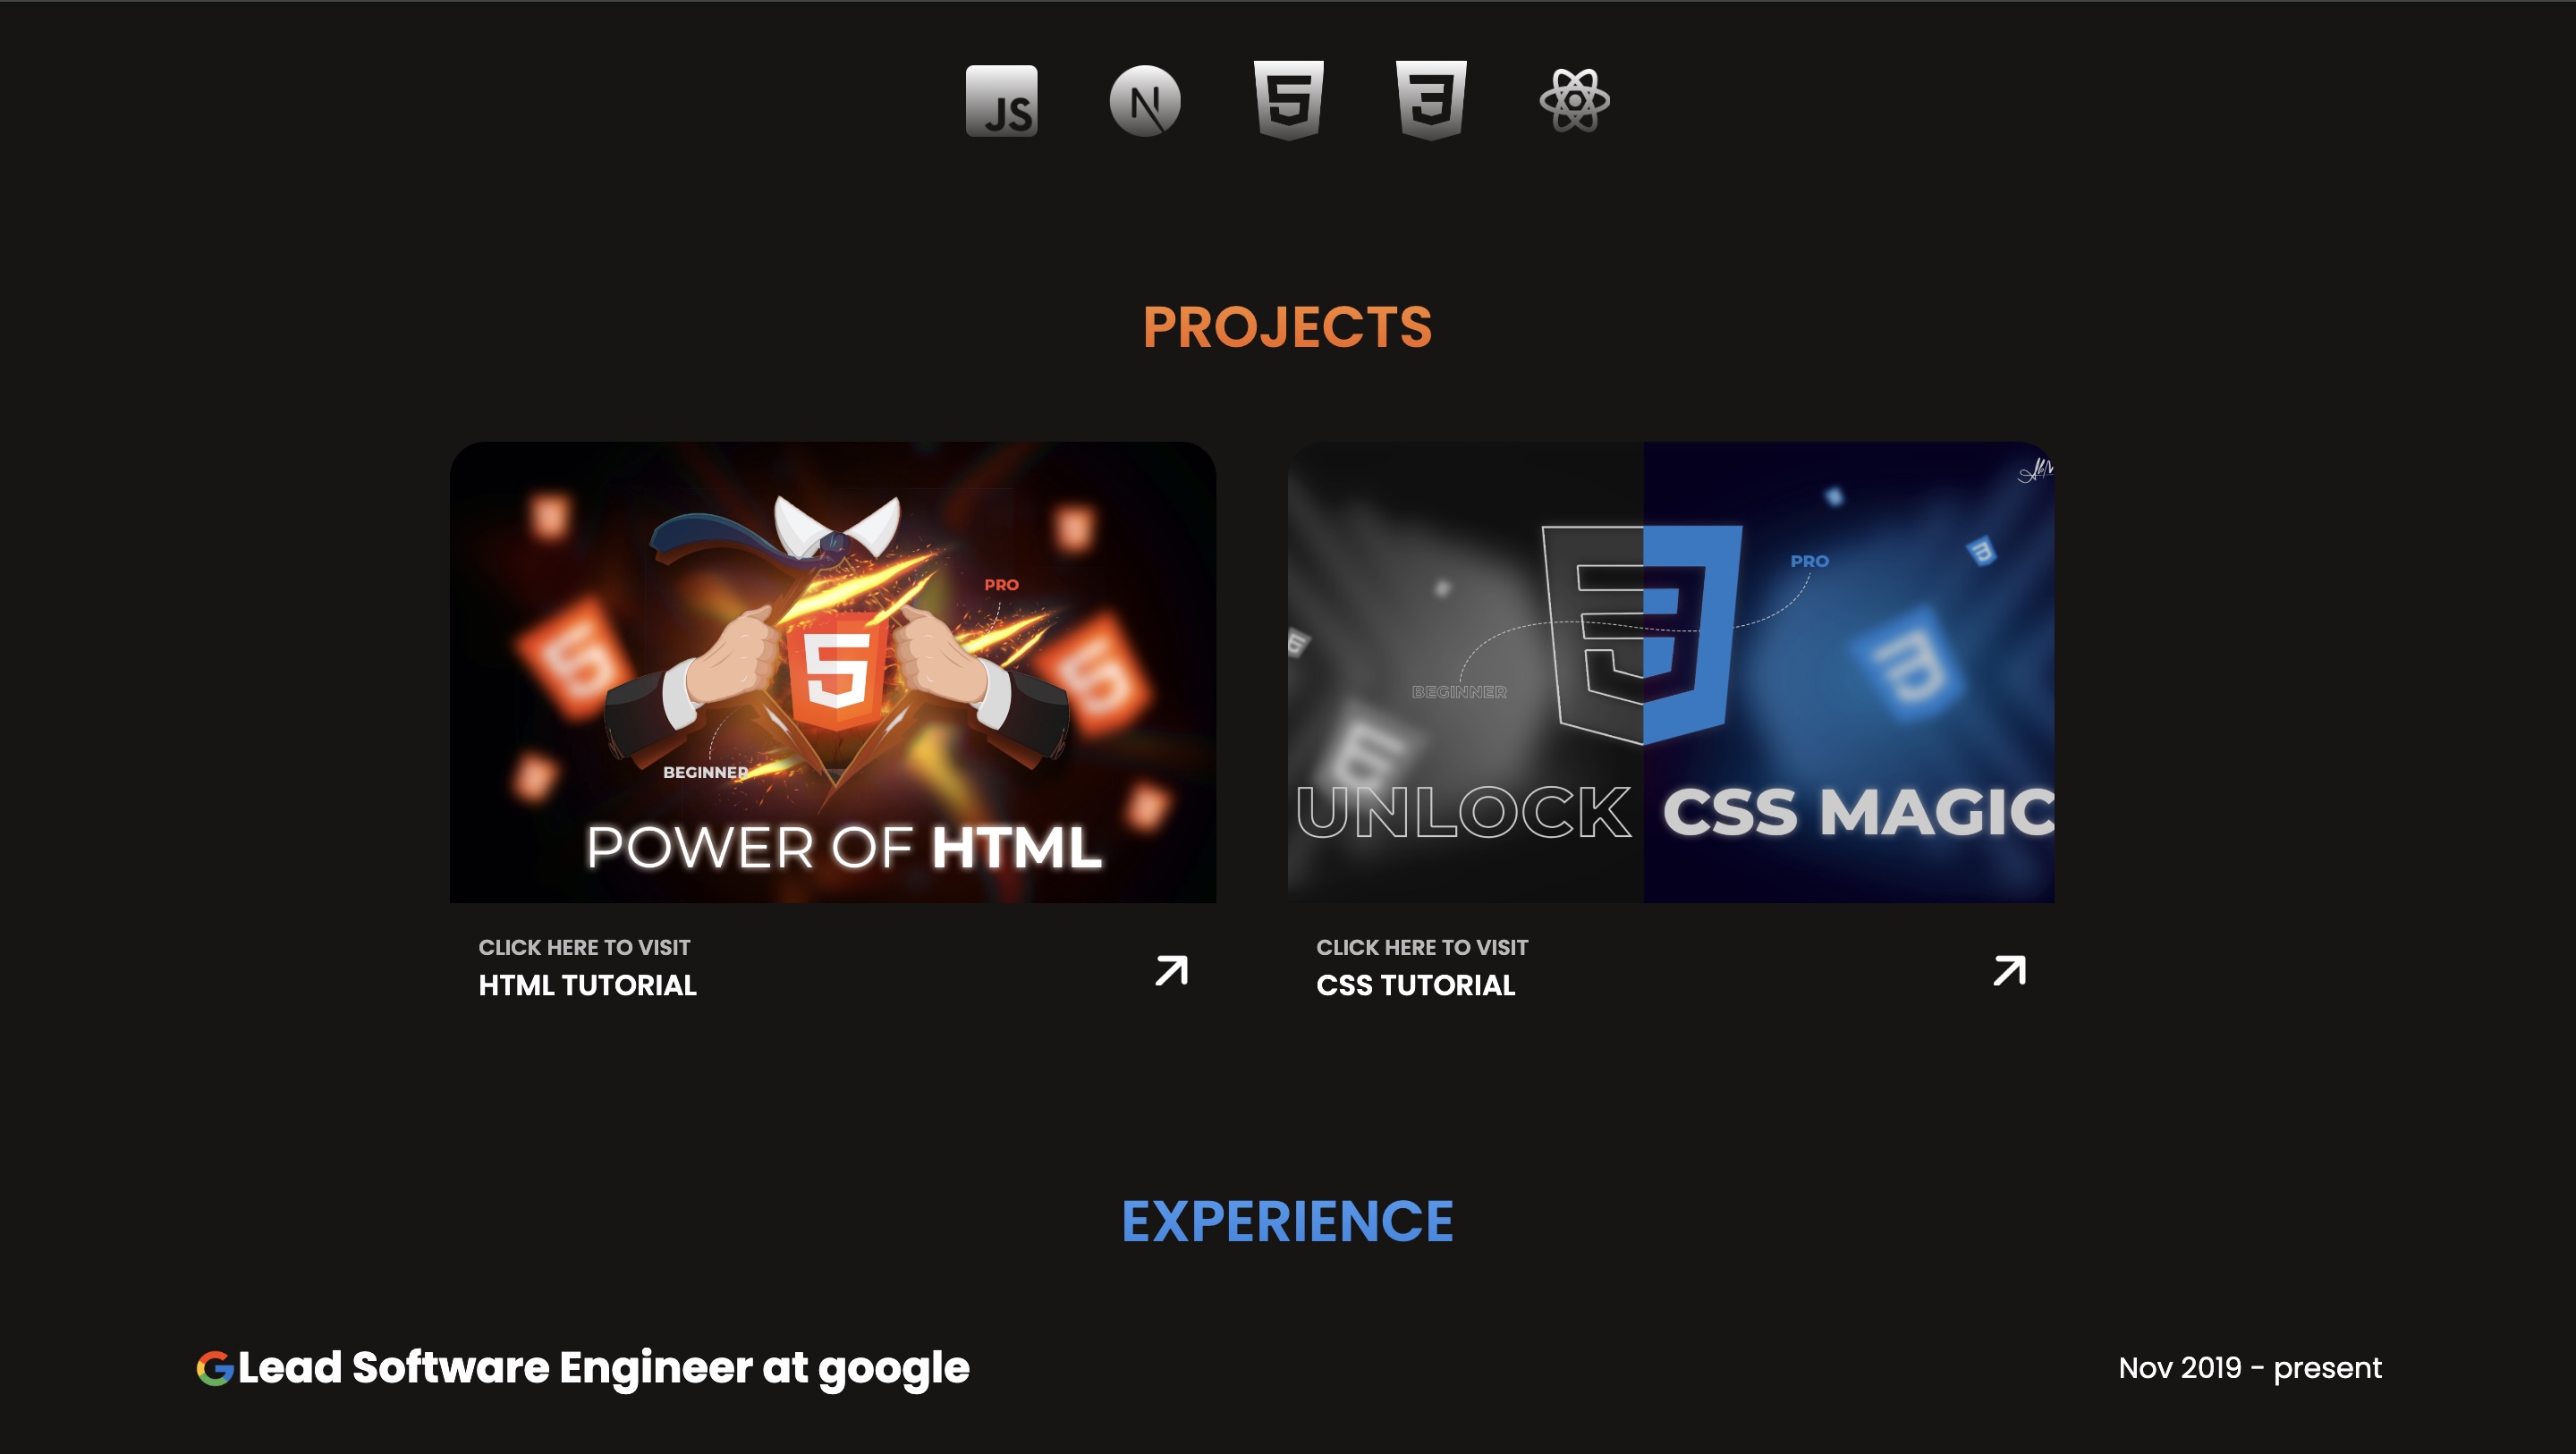 JS
PROJECTS
PRO
BEGINNER
POWER OF HTML
PRO
BEGINNER
UNLOCK CSS MAGIC
CLICK HERE TO VISIT
HTML TUTORIAL
CLICK HERE TO VISIT
CSS TUTORIAL
EXPERIENCE
Lead Software Engineer at google
Nov 2019 - present